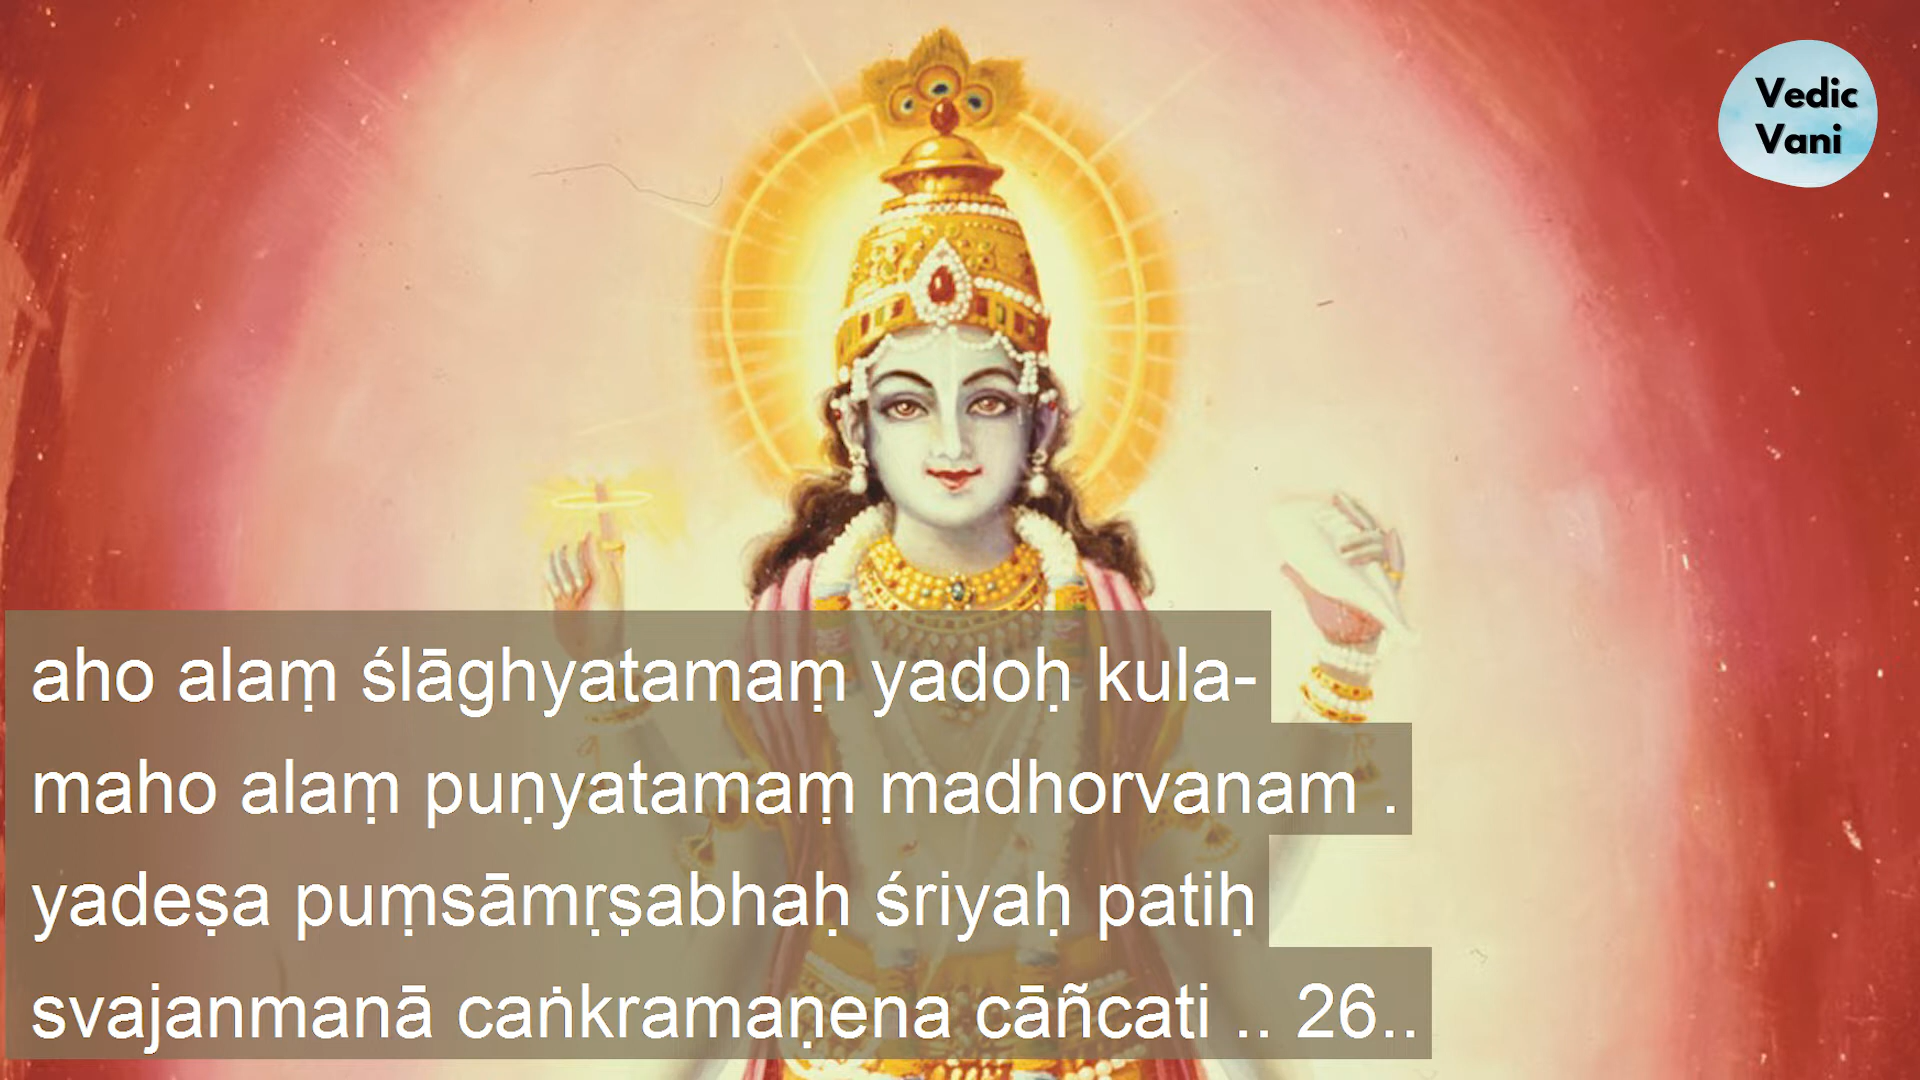 Vedic
Vani
aho alaṃ ślāghyatamaṃ yadoḥ kula-
maho alaṃ puṇyatamaṃ madhorvanam .
yadeṣa puṃsāmṛṣabhaḥ śriyaḥ patiḥ
svajanmanā caṅkramaṇena cāñcati .. 26..